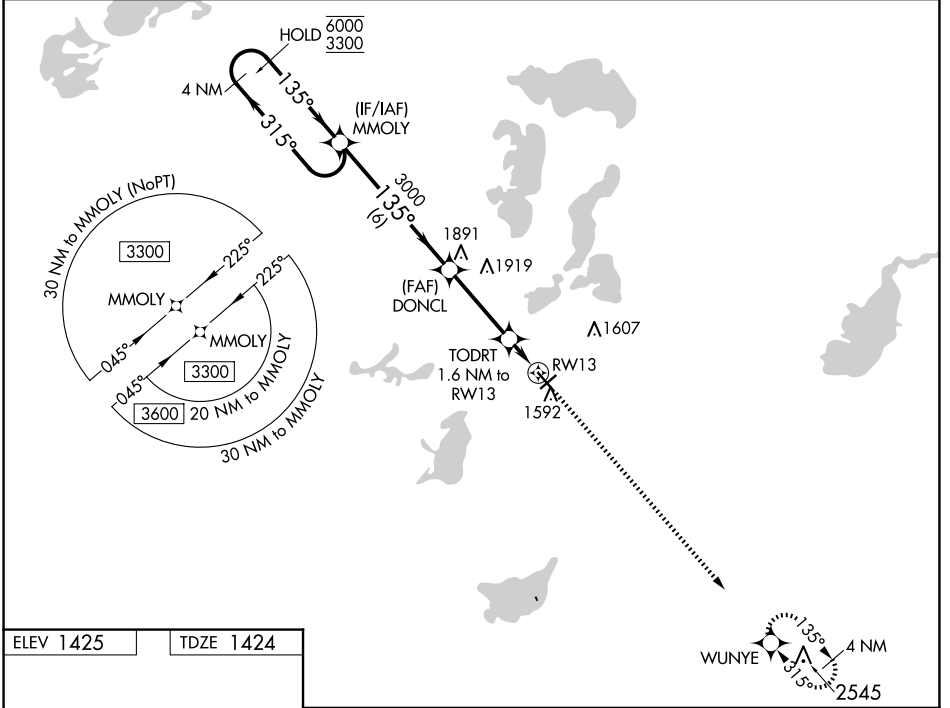 HOLD 6000
3300
4 NM
135°
315°
(IF/IAF)
MMOLY
3000
135°
(6)
30 NM to MMOLY (NoPT)
3300
225°
225°
MMOLY
MMOLY
045°
045°
3300
3600
20 NM to MMOLY
30 NM to MMOLY
1891
1919
(FAF)
DONCL
1607
TODRT
1.6 NM to
RW13
RW13
1592
ELEV 1425
TDZE 1424
WUNYE
135°
315°
4 NM
2545